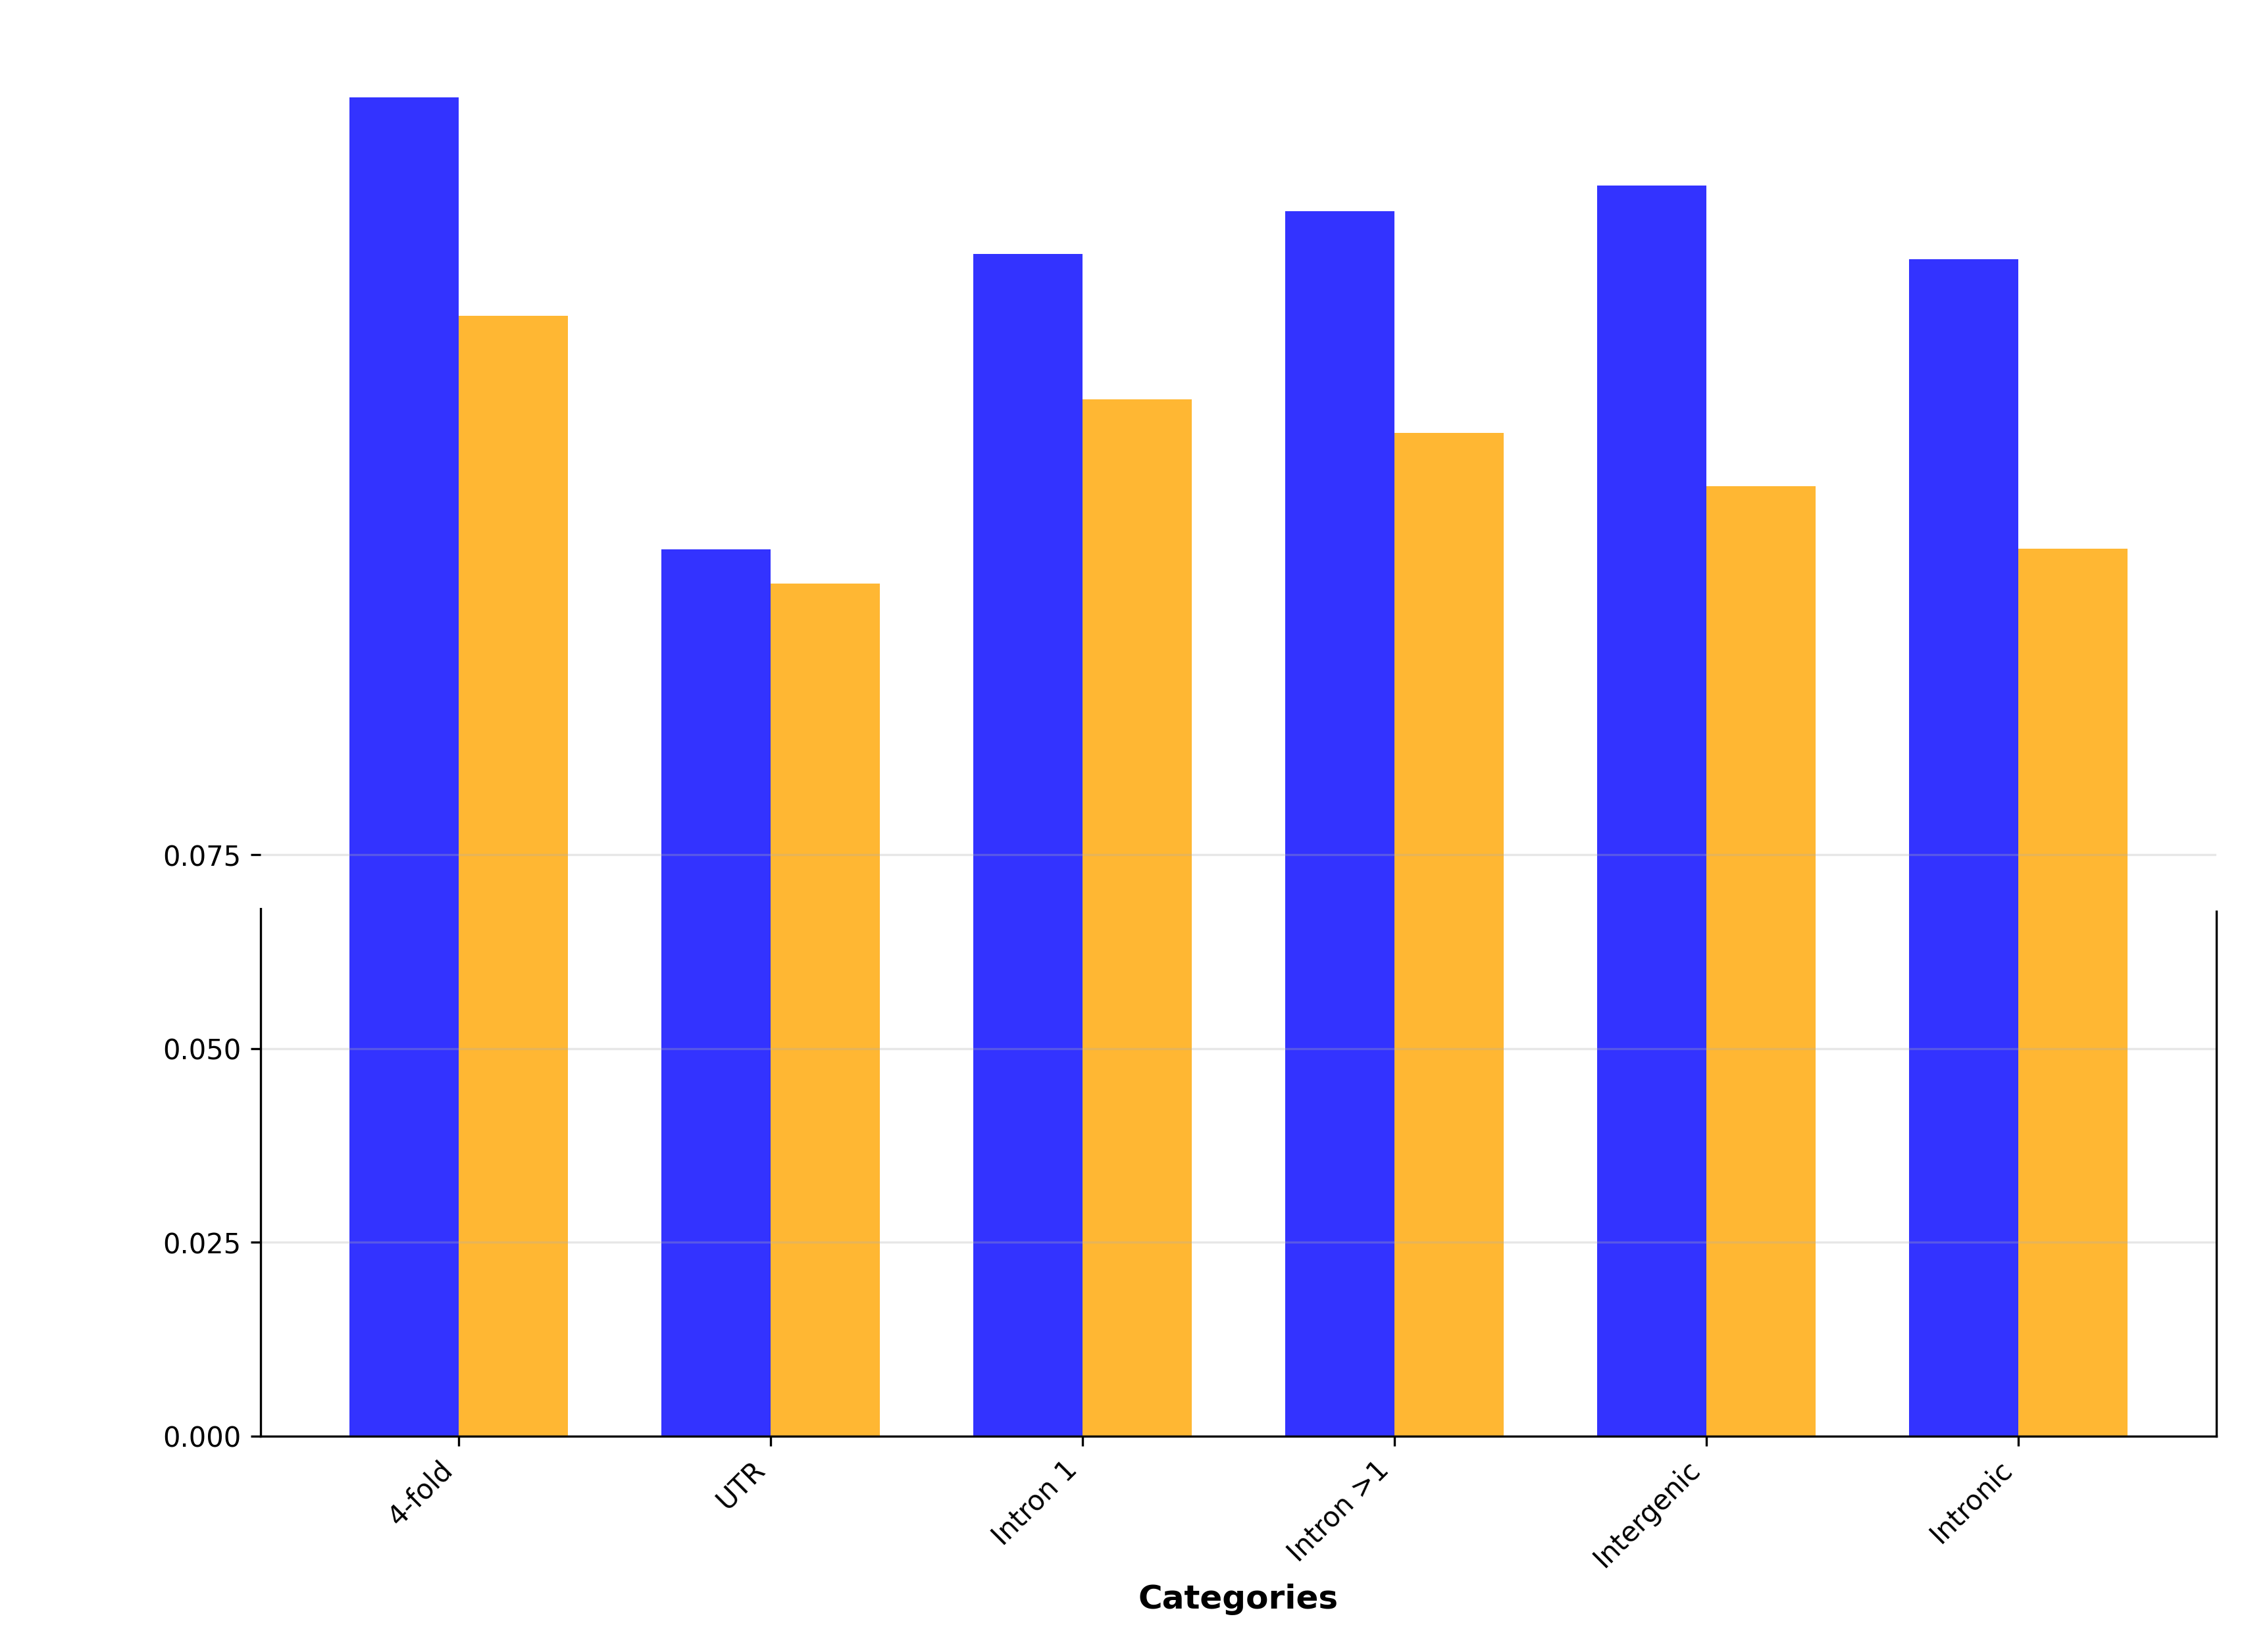 0.075
0.050
0.025
0.000
4-fold
UTR
Intron 1
Intron >1
Intergenic
Intronic
Categories